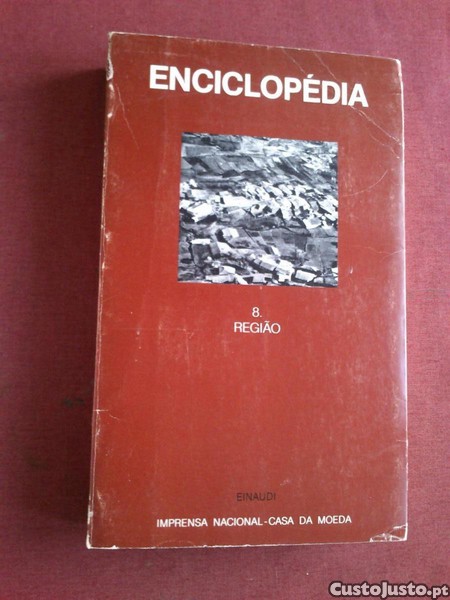 ENCICLOPÉDIA
8.
REGIÃO
EINAUDI
IMPRENSA NACIONAL-CASA DA MOEDA
CustoJusto.pt